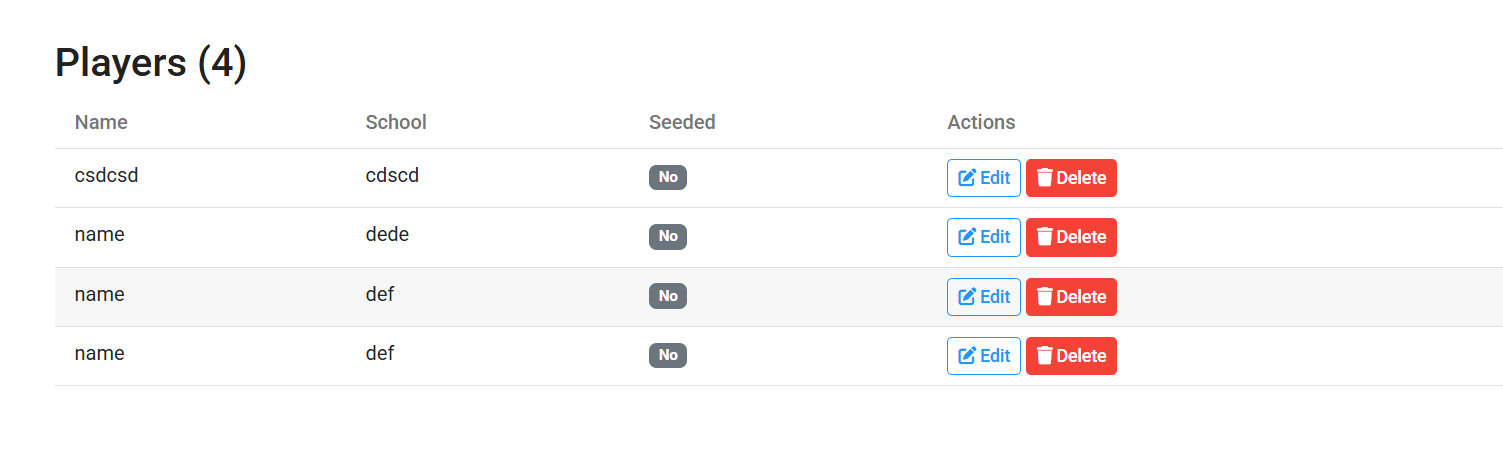 Players (4)
Name School Seeded Actions
csdcsd cdscd No Edit Delete
name dede No Edit Delete
name def No Edit Delete
name def No Edit Delete